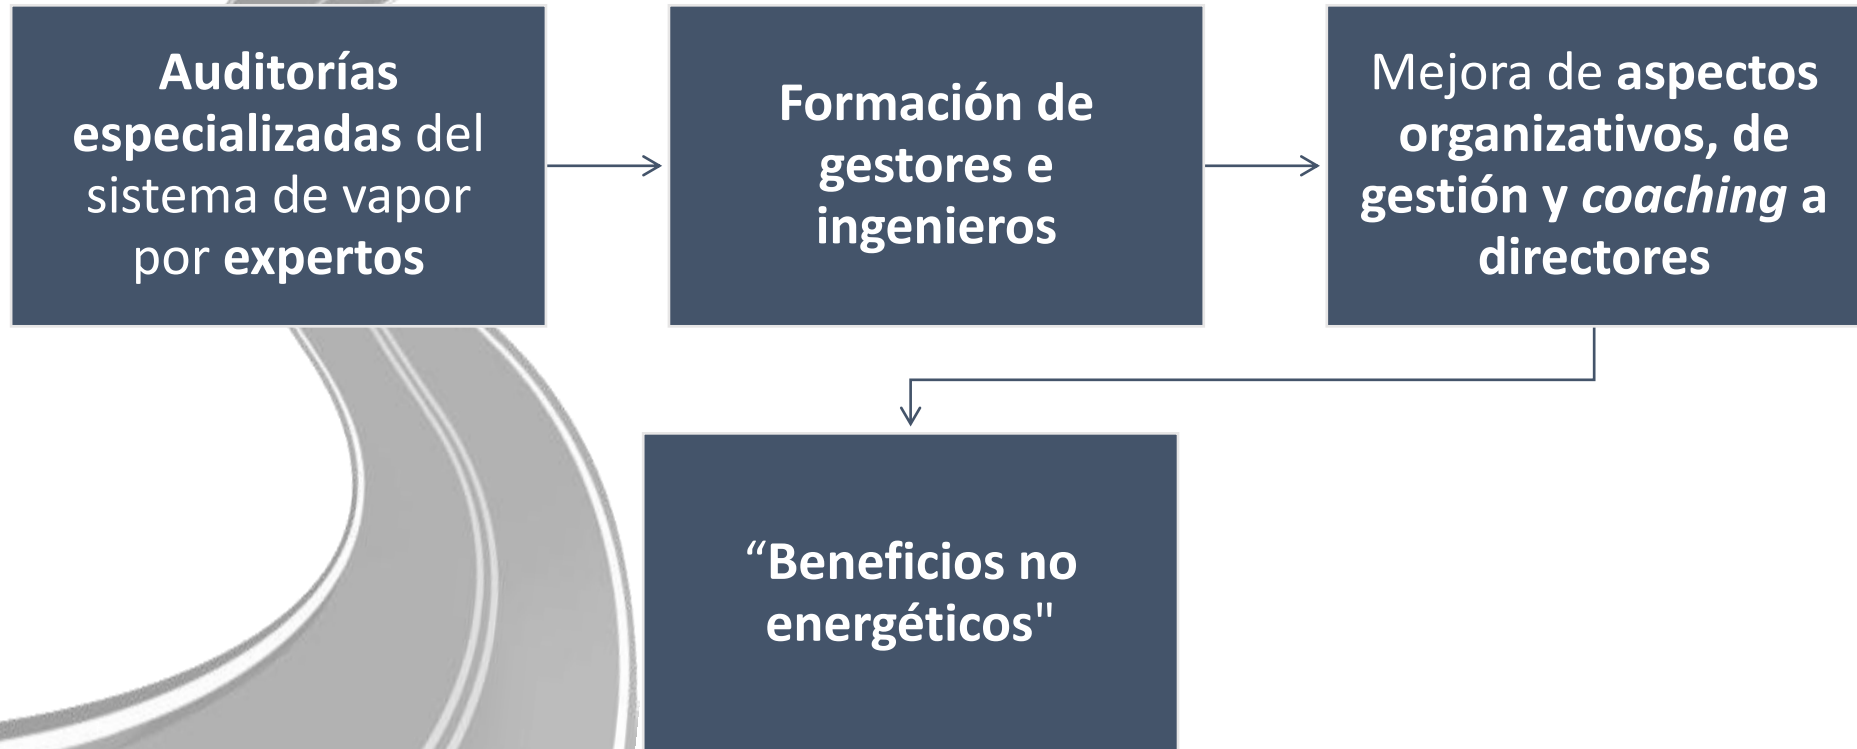 Auditorías
especializadas del
sistema de vapor
por expertos
Formación de
gestores e
ingenieros
Mejora de aspectos
organizativos, de
gestión y coaching a
directores
“Beneficios no
energéticos"